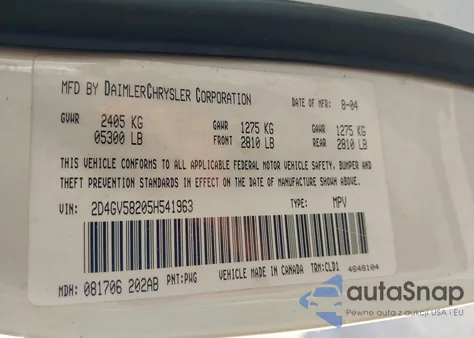 MFD BY DAIMLERCHRYSLER CORPORATION DATE OF MFR: 8-04
GVWR 2405 KG GAWR 1275 KG GAWR 1275 KG
05300 LB FRONT 2810 LB REAR 2810 LB
THIS VEHICLE CONFORMS TO ALL APPLICABLE FEDERAL MOTOR VEHICLE SAFETY, BUMPER AND
THEFT PREVENTION STANDARDS IN EFFECT ON THE DATE OF MANUFACTURE SHOWN ABOVE.
VIN: 2D4GV58205H541963 TYPE: MPV
MDH: 081706 202AB PNT:PWG VEHICLE MADE IN CANADA TRM:CLD1 4648104
autoSnap
Pewne auta z aukcji USA i EU